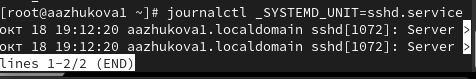 [root@aazhukova1 ~]# journalctl _SYSTEMD_UNIT=sshd.service
окт 18 19:12:20 aazhukova1.localdomain sshd[1072]: Server >
окт 18 19:12:20 aazhukova1.localdomain sshd[1072]: Server >
lines 1-2/2 (END)